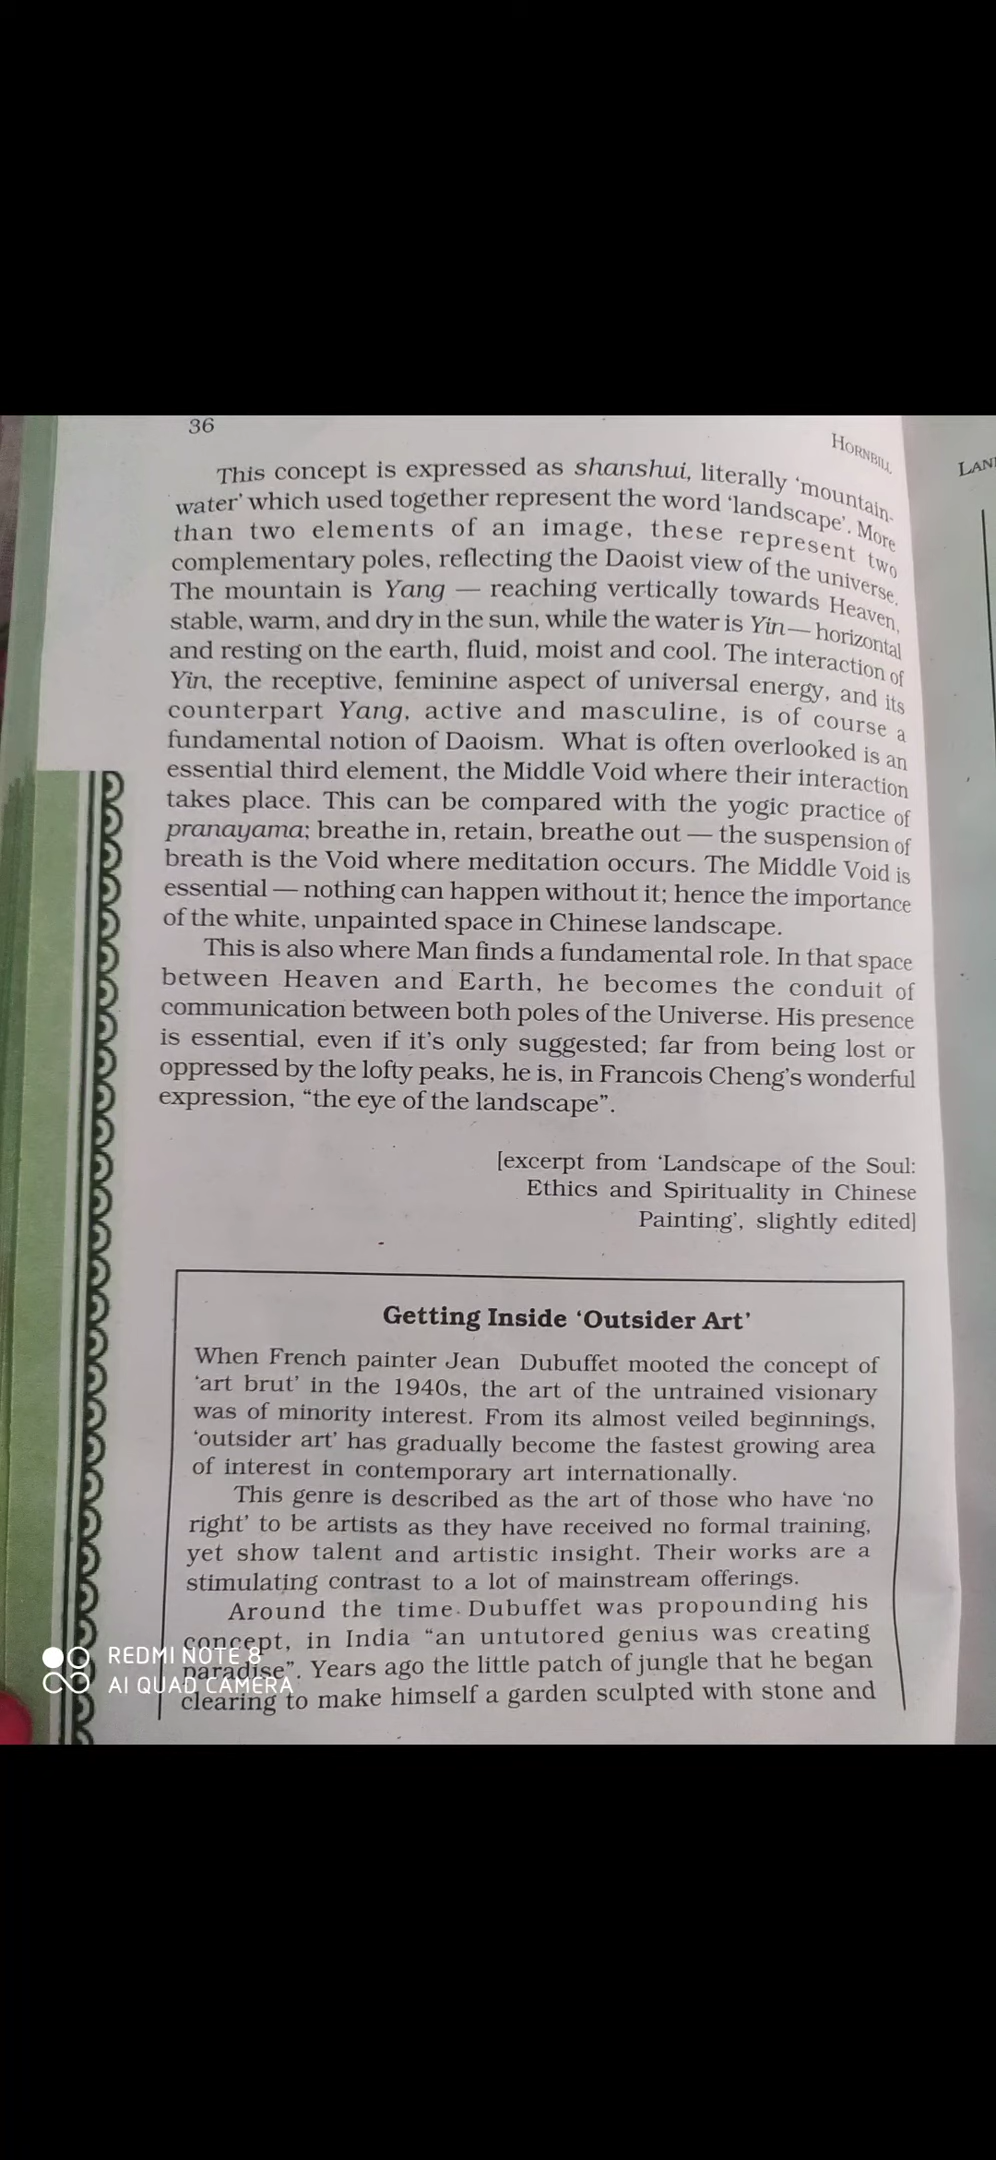 36
HORNBILL
LAN
This concept is expressed as shanshui, literally ‘mountain-
water’ which used together represent the word ‘landscape’. More
than two elements of an image, these represent two
complementary poles, reflecting the Daoist view of the universe.
The mountain is Yang — reaching vertically towards Heaven,
stable, warm, and dry in the sun, while the water is Yin — horizontal
and resting on the earth, fluid, moist and cool. The interaction of
Yin, the receptive, feminine aspect of universal energy, and its
counterpart Yang, active and masculine, is of course a
fundamental notion of Daoism. What is often overlooked is an
essential third element, the Middle Void where their interaction
takes place. This can be compared with the yogic practice of
pranayama; breathe in, retain, breathe out — the suspension of
breath is the Void where meditation occurs. The Middle Void is
essential — nothing can happen without it; hence the importance
of the white, unpainted space in Chinese landscape.
This is also where Man finds a fundamental role. In that space
between Heaven and Earth, he becomes the conduit of
communication between both poles of the Universe. His presence
is essential, even if it’s only suggested; far from being lost or
oppressed by the lofty peaks, he is, in Francois Cheng’s wonderful
expression, “the eye of the landscape”.
[excerpt from ‘Landscape of the Soul:
Ethics and Spirituality in Chinese
Painting’, slightly edited]
Getting Inside ‘Outsider Art’
When French painter Jean Dubuffet mooted the concept of
‘art brut’ in the 1940s, the art of the untrained visionary
was of minority interest. From its almost veiled beginnings,
‘outsider art’ has gradually become the fastest growing area
of interest in contemporary art internationally.
This genre is described as the art of those who have ‘no
right’ to be artists as they have received no formal training,
yet show talent and artistic insight. Their works are a
stimulating contrast to a lot of mainstream offerings.
Around the time Dubuffet was propounding his
concept, in India “an untutored genius was creating
paradise”. Years ago the little patch of jungle that he began
clearing to make himself a garden sculpted with stone and
REDMI NOTE 8
AI QUAD CAMERA